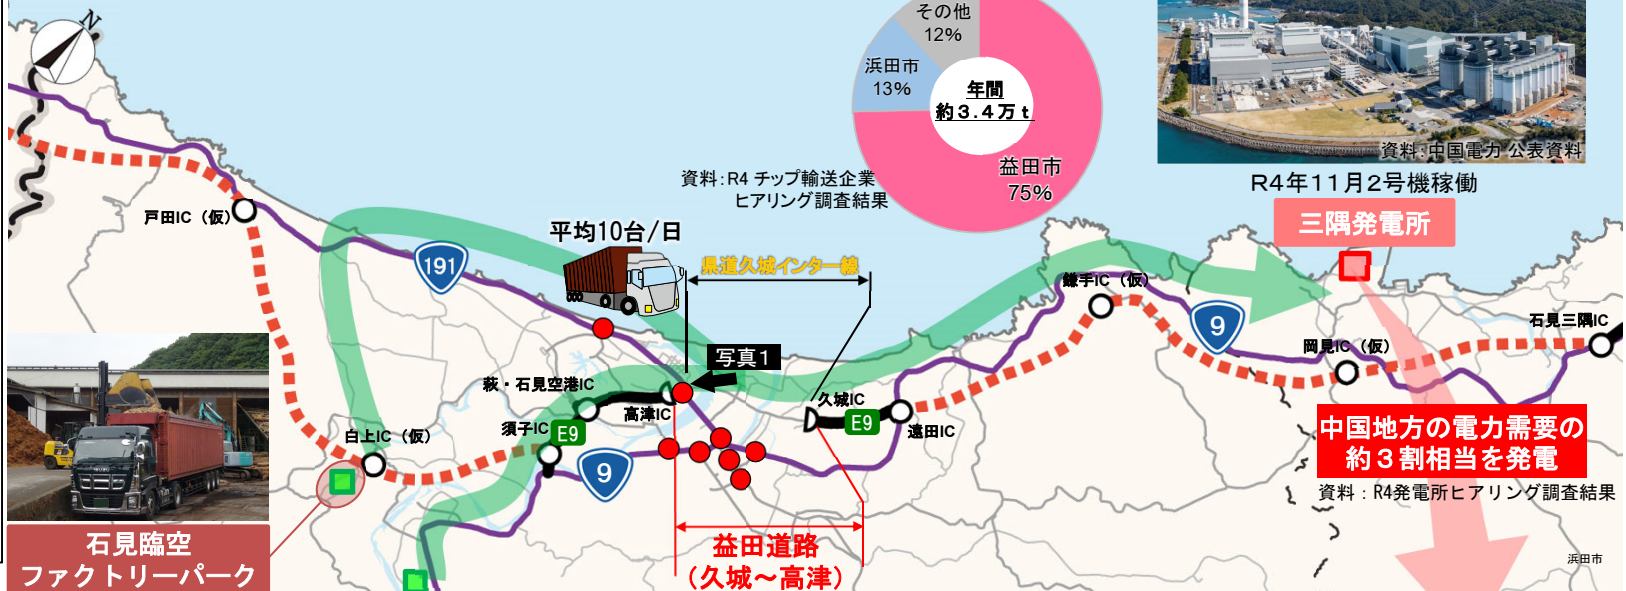 N
その他
12%
浜田市
13%
年間
約3.4万t
益田市
75%
資料：R4 チップ輸送企業
ヒアリング調査結果
資料：中国電力 公表資料
R4年11月2号機稼働
三隅発電所
戸田IC（仮）
191
平均10台/日
県道久城インター線
鎌手IC（仮）
9
石見三隅IC
岡見IC（仮）
写真1
萩・石見空港IC
高津IC
久城IC
E9
遠田IC
須子IC
E9
白上IC（仮）
9
中国地方の電力需要の
約３割相当を発電
資料：R4発電所ヒアリング調査結果
石見臨空
ファクトリーパーク
益田道路
（久城～高津）
浜田市